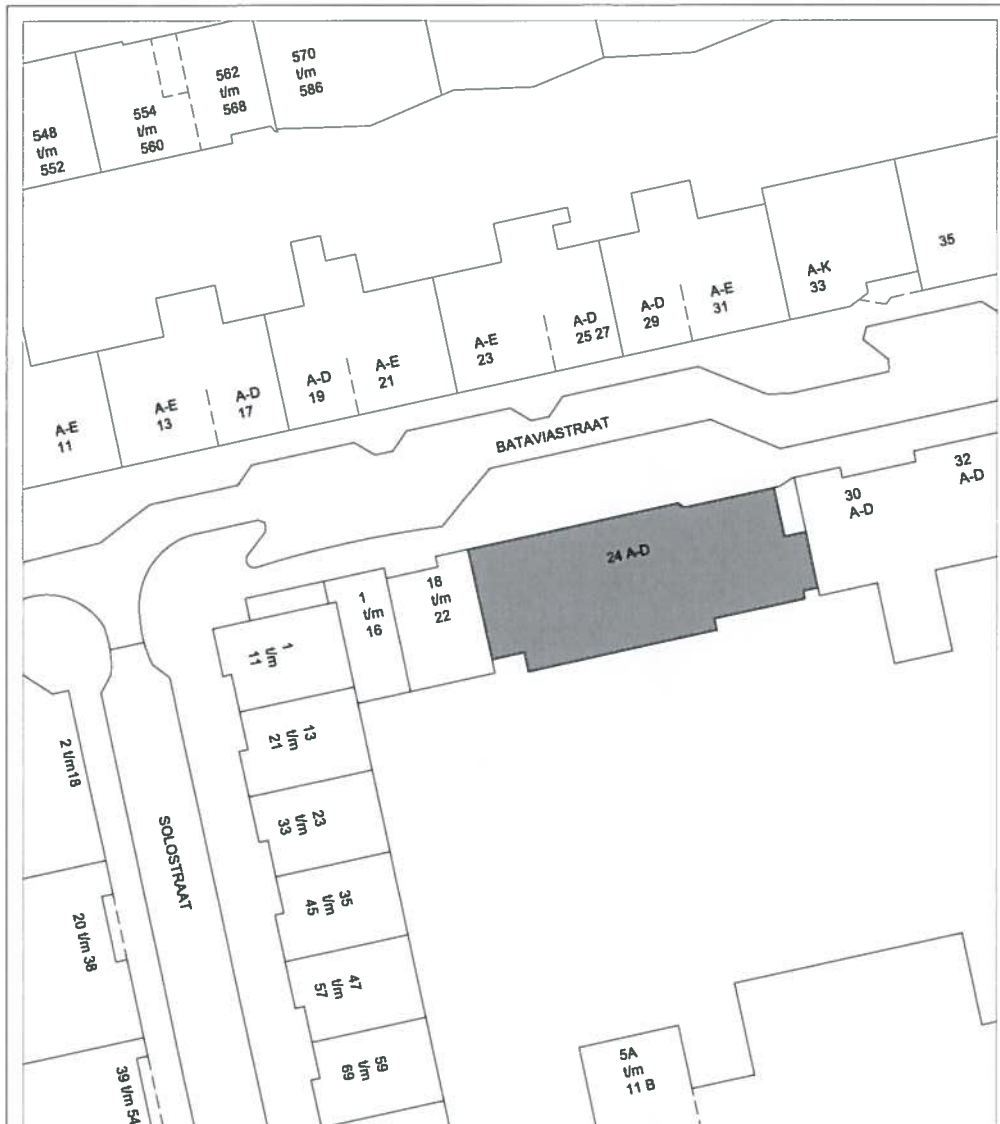 570
t/m
586
562
t/m
568
554
t/m
560
548
t/m
552
35
A-K
33
A-E
31
A-D
29
A-D
25 27
A-E
23
A-E
21
A-D
19
A-D
17
A-E
13
A-E
11
BATAVIASTRAAT
32
A-D
30
A-D
24 A-D
18
t/m
22
1
t/m
16
1
t/m
11
13
t/m
21
23
t/m
33
35
t/m
45
47
t/m
57
59
t/m
69
2 t/m18
SOLOSTRAAT
20 t/m 38
39 t/m 54
5A
t/m
11 B